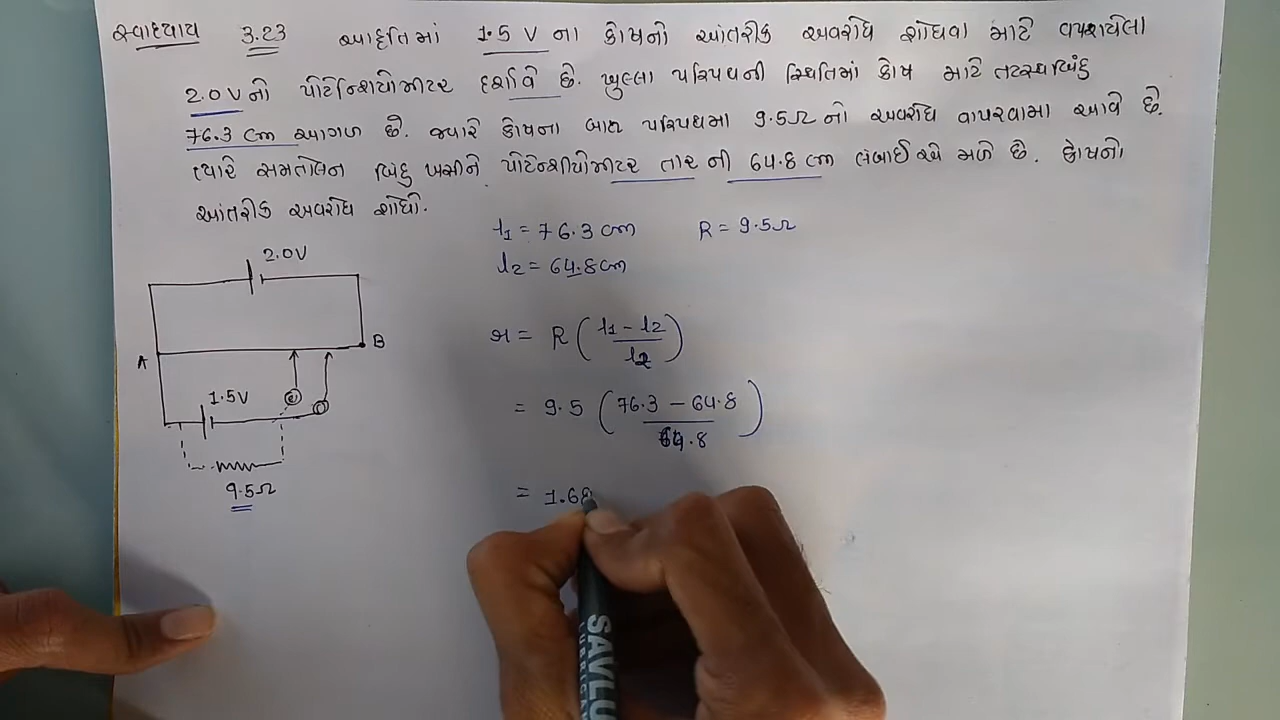 સ્વાધ્યાય 3.23 આકૃતિમાં 1.5 V ના કોષનો આંતરીક અવરોધ શોધવા માટે વપરાયેલા
2.0 V નો પોટેન્શિયોમીટર દર્શાવે છે. ખુલ્લા પરિપથની સ્થિતિમાં કોષ માટે તટસ્થબિંદુ
76.3 cm આગળ છે. જ્યારે કોષના બાહ્ય પરિપથમા 9.5Ω નો અવરોધ વાપરવામા આવે છે.
ત્યારે સમતોલન બિંદુ ખસીને પોટેન્શીયોમીટર તાર ની 64.8 cm લંબાઈ એ મળે છે. કોષનો
આંતરીક અવરોધ શોધો.
l1 = 76.3 cm R = 9.5Ω
l2 = 64.8 cm
2.0V
A
B
1.5V
9.5Ω
r = R ( l1 - l2 / l2 )
= 9.5 ( 76.3 - 64.8 / 64.8 )
= 1.68
SAVLO